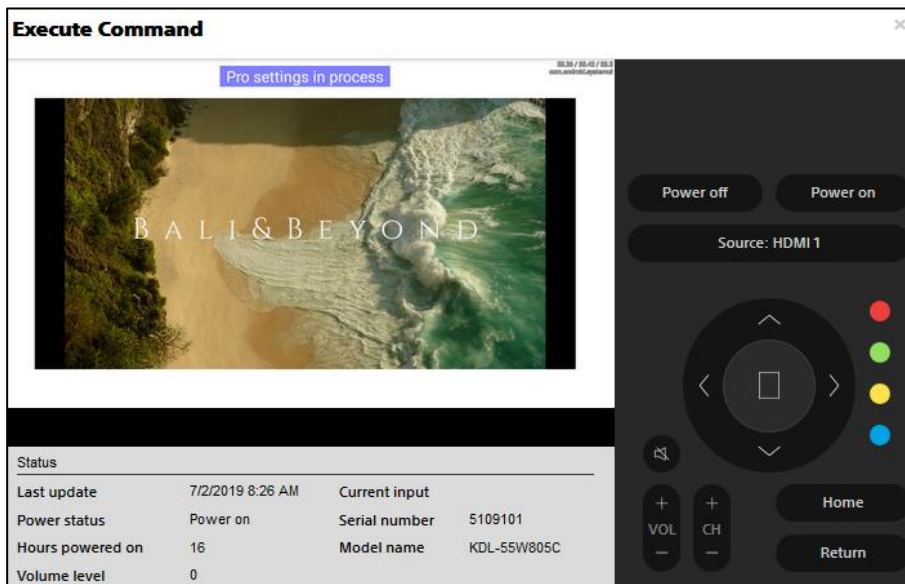 Execute Command
Pro settings in process
BALI&BEYOND
Power off
Power on
Source: HDMI 1
Status
Last update 7/2/2019 8:26 AM Current input
Power status Power on Serial number 5109101
Hours powered on 16 Model name KDL-55W805C
Volume level 0
+ +
VOL CH
Home
Return